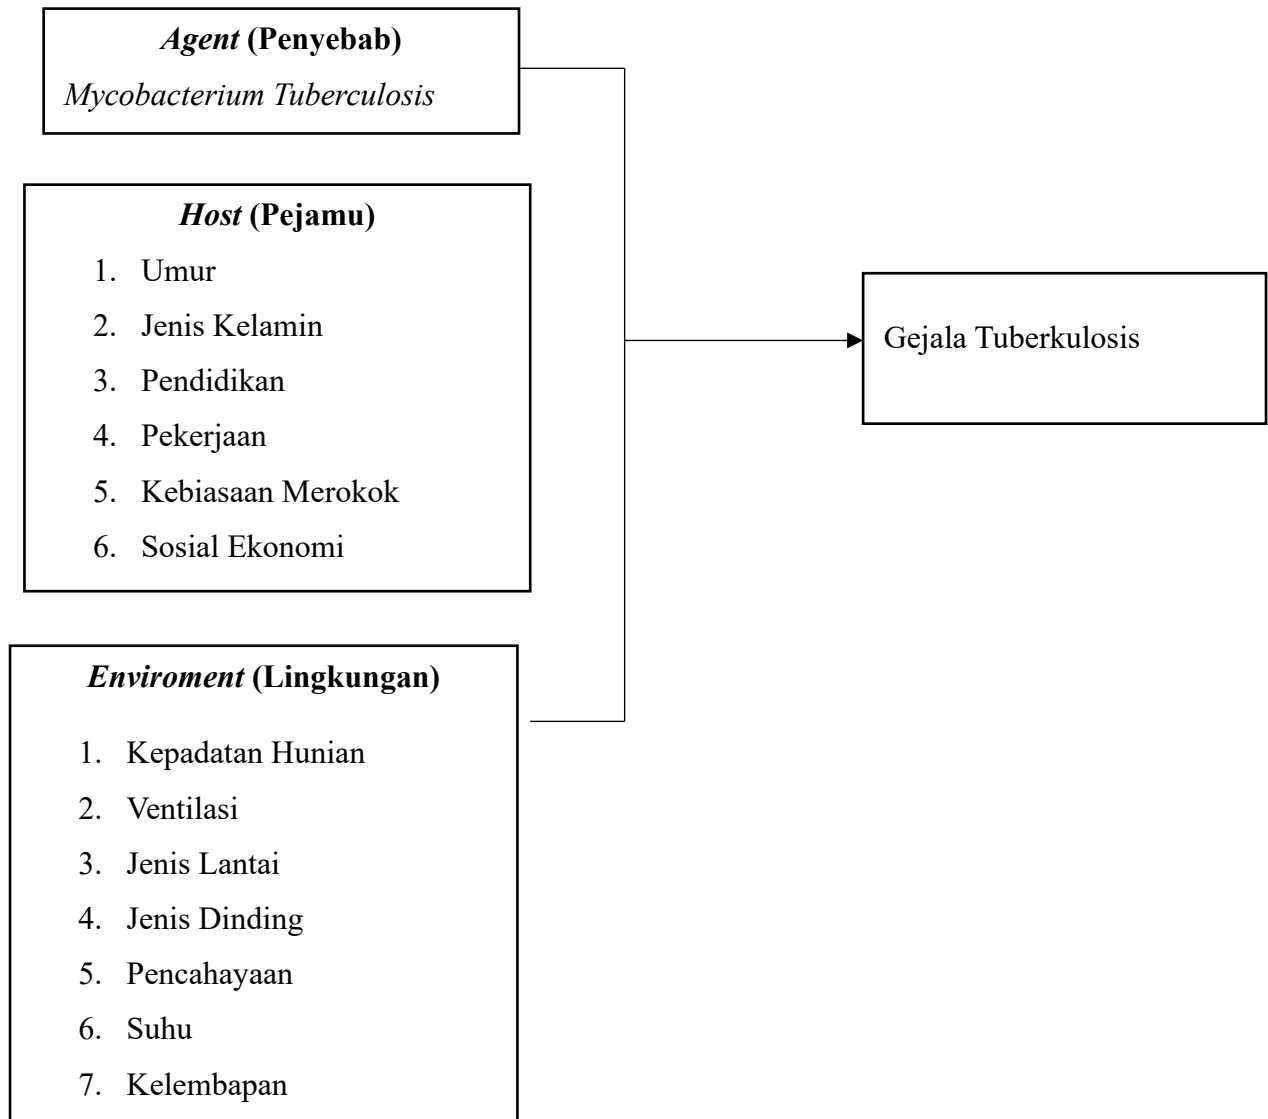 Agent (Penyebab)
Mycobacterium Tuberculosis
Host (Pejamu)
1. Umur
2. Jenis Kelamin
3. Pendidikan
4. Pekerjaan
5. Kebiasaan Merokok
6. Sosial Ekonomi
Gejala Tuberkulosis
Enviroment (Lingkungan)
1. Kepadatan Hunian
2. Ventilasi
3. Jenis Lantai
4. Jenis Dinding
5. Pencahayaan
6. Suhu
7. Kelembapan